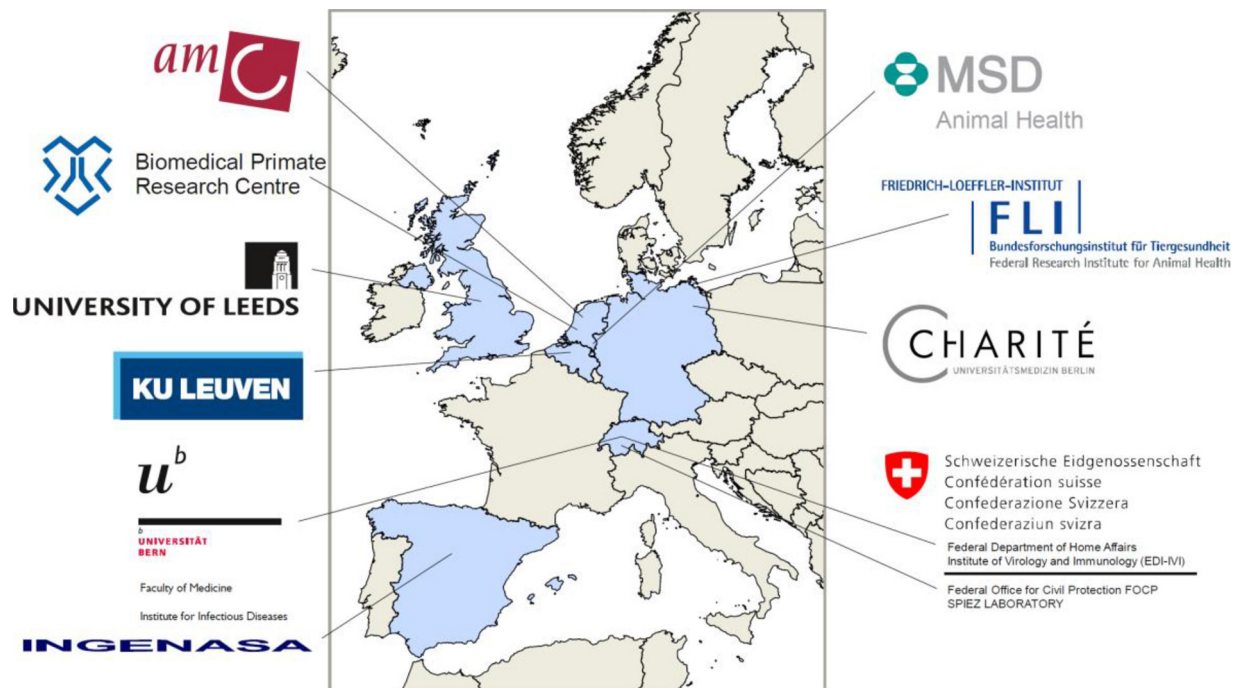 amC
Biomedical Primate
Research Centre
UNIVERSITY OF LEEDS
KU LEUVEN
u^b
b
UNIVERSITÄT
BERN
Faculty of Medicine
Institute for Infectious Diseases
INGENASA
MSD
Animal Health
FRIEDRICH-LOEFFLER-INSTITUT
FLI
Bundesforschungsinstitut für Tiergesundheit
Federal Research Institute for Animal Health
CHARITÉ
UNIVERSITÄTSMEDIZIN BERLIN
Schweizerische Eidgenossenschaft
Confédération suisse
Confederazione Svizzera
Confederaziun svizra
Federal Department of Home Affairs
Institute of Virology and Immunology (EDI-IVI)
Federal Office for Civil Protection FOCP
SPIEZ LABORATORY